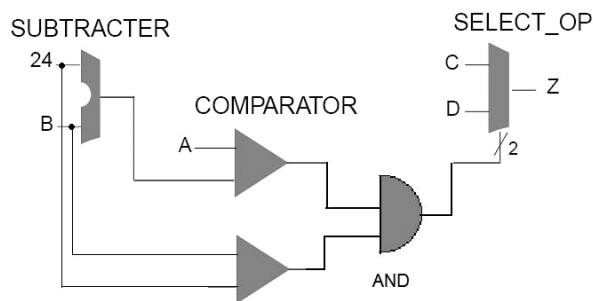 SELECT_OP
SUBTRACTER
24
C
Z
COMPARATOR
B
D
A
2
AND